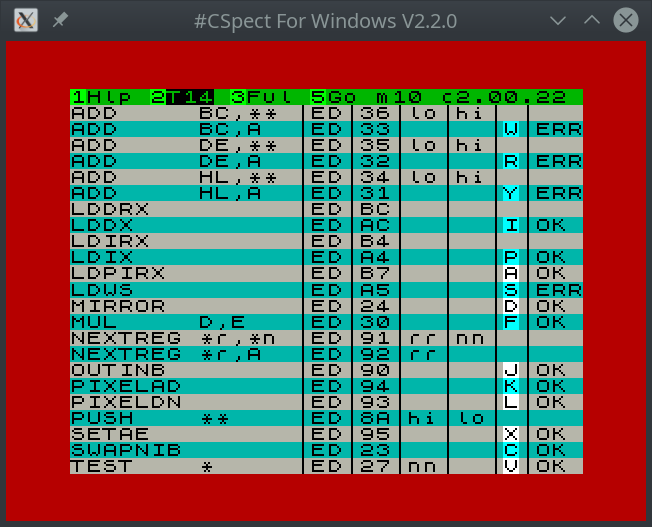 #CSpect For Windows V2.2.0
1Hlp 2T14 3Ful 5Go m10 c2.00.22
ADD BC,** ED 36 lo hi
ADD BC,A ED 33 W ERR
ADD DE,** ED 35 lo hi
ADD DE,A ED 32 R ERR
ADD HL,** ED 34 lo hi
ADD HL,A ED 31 Y ERR
LDDRX ED BC
LDDX ED AC I OK
LDIRX ED B4
LDIX ED A4 P OK
LDPIRX ED B7 A OK
LDWS ED A5 S ERR
MIRROR ED 24 D OK
MUL D,E ED 30 F OK
NEXTREG *r,*n ED 91 rr nn
NEXTREG *r,A ED 92 rr
OUTINB ED 90 J OK
PIXELAD ED 94 K OK
PIXELDN ED 93 L OK
PUSH ** ED 8A hi lo
SETAE ED 95 X OK
SWAPNIB ED 23 C OK
TEST * ED 27 nn V OK